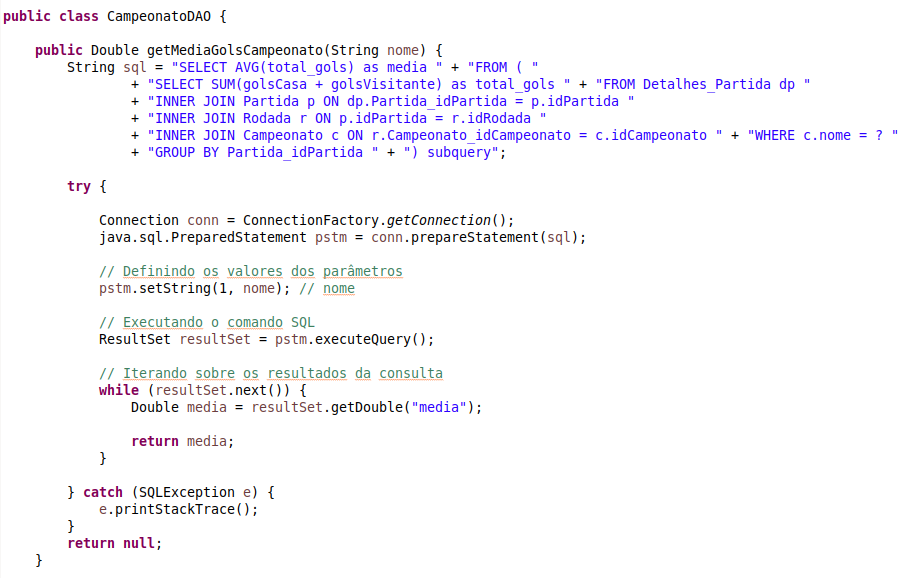 public class CampeonatoDAO {
public Double getMediaGolsCampeonato(String nome) {
String sql = "SELECT AVG(total_gols) as media " + "FROM ( "
+ "SELECT SUM(golsCasa + golsVisitante) as total_gols " + "FROM Detalhes_Partida dp "
+ "INNER JOIN Partida p ON dp.Partida_idPartida = p.idPartida "
+ "INNER JOIN Rodada r ON p.idPartida = r.idRodada "
+ "INNER JOIN Campeonato c ON r.Campeonato_idCampeonato = c.idCampeonato " + "WHERE c.nome = ? "
+ "GROUP BY Partida_idPartida " + ") subquery";
try {
Connection conn = ConnectionFactory.getConnection();
java.sql.PreparedStatement pstm = conn.prepareStatement(sql);
// Definindo os valores dos parâmetros
pstm.setString(1, nome); // nome
// Executando o comando SQL
ResultSet resultSet = pstm.executeQuery();
// Iterando sobre os resultados da consulta
while (resultSet.next()) {
Double media = resultSet.getDouble("media");
return media;
}
} catch (SQLException e) {
e.printStackTrace();
}
return null;
}